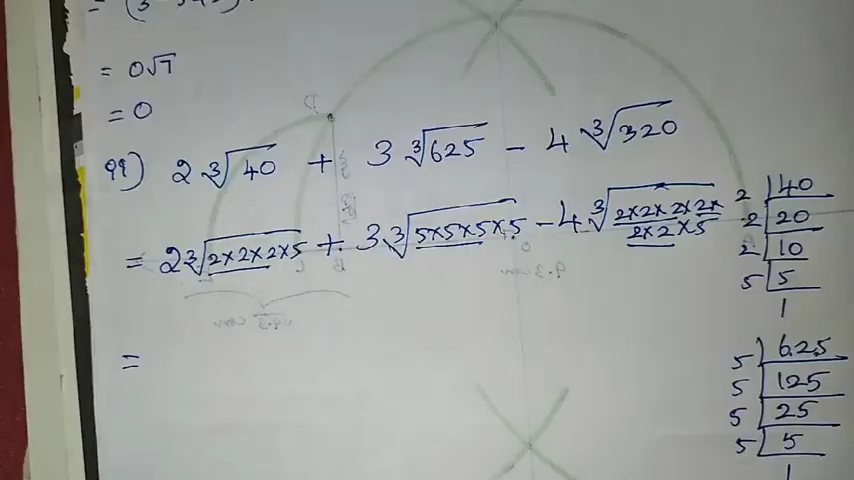 = 0√7
= 0
99) 2 ∛40 + 3 ∛625 − 4 ∛320
= 2 ∛2×2×2×5 + 3 ∛5×5×5×5 − 4 ∛2×2×2×2×
2×2×5
=
2 | 40
2 | 20
2 | 10
5 | 5
1
5 | 625
5 | 125
5 | 25
5 | 5
1